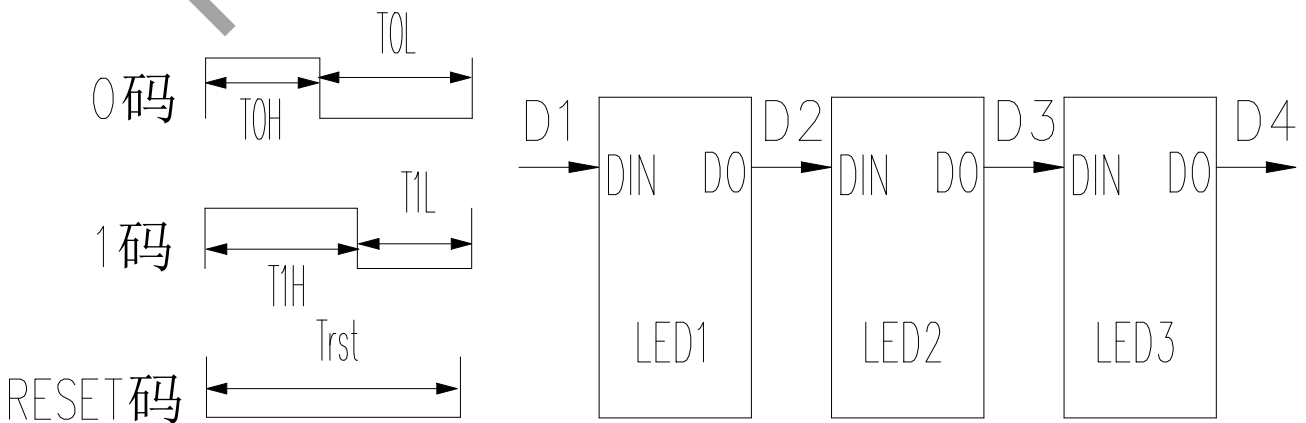 T0L
0码
T0H
T1L
1码
T1H
Trst
RESET码
D1 D2 D3 D4
DIN DO DIN DO DIN DO
LED1 LED2 LED3